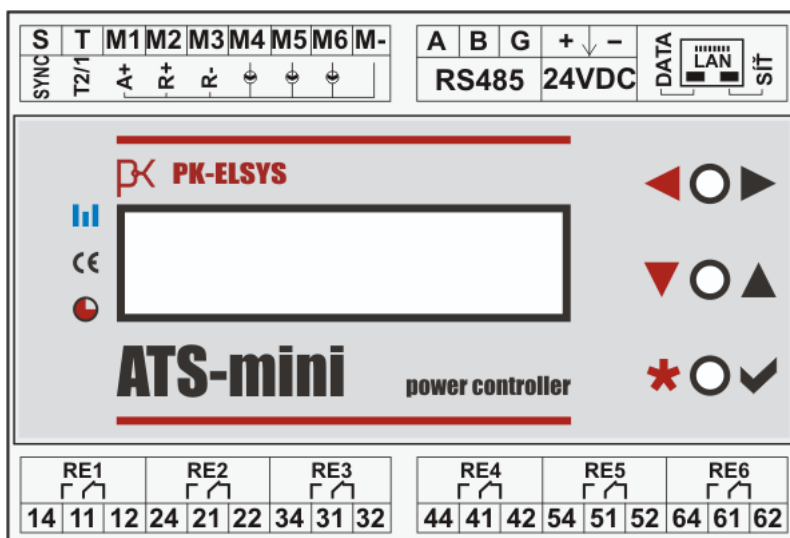 S T M1 M2 M3 M4 M5 M6 M-
SYNC T2/1 A+ R+ R-
A B G + -
RS485 24VDC
DATA LAN SÍŤ
PK-ELSYS
CE
ATS-mini power controller
RE1 RE2 RE3 RE4 RE5 RE6
14 11 12 24 21 22 34 31 32 44 41 42 54 51 52 64 61 62